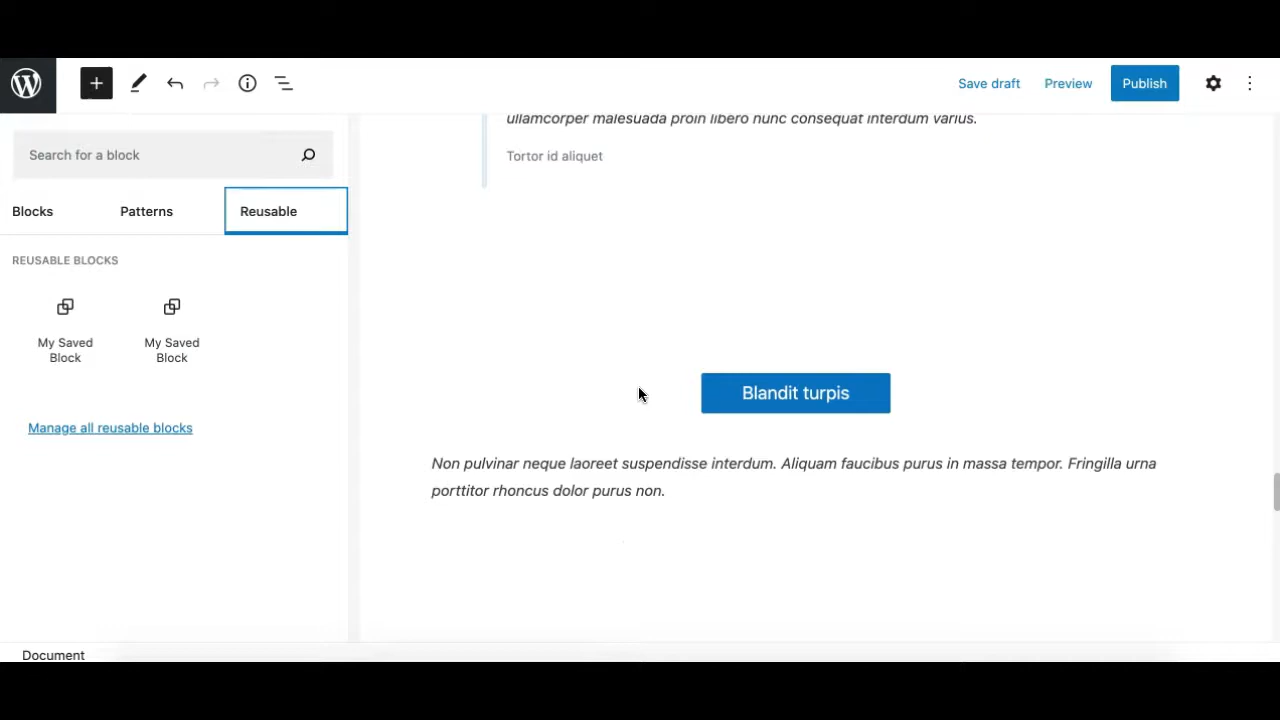 Save draft
Preview
Publish
Search for a block
Blocks
Patterns
Reusable
REUSABLE BLOCKS
My Saved
Block
My Saved
Block
Manage all reusable blocks
ullamcorper malesuada proin libero nunc consequat interdum varius.
Tortor id aliquet
Blandit turpis
Non pulvinar neque laoreet suspendisse interdum. Aliquam faucibus purus in massa tempor. Fringilla urna
porttitor rhoncus dolor purus non.
Document